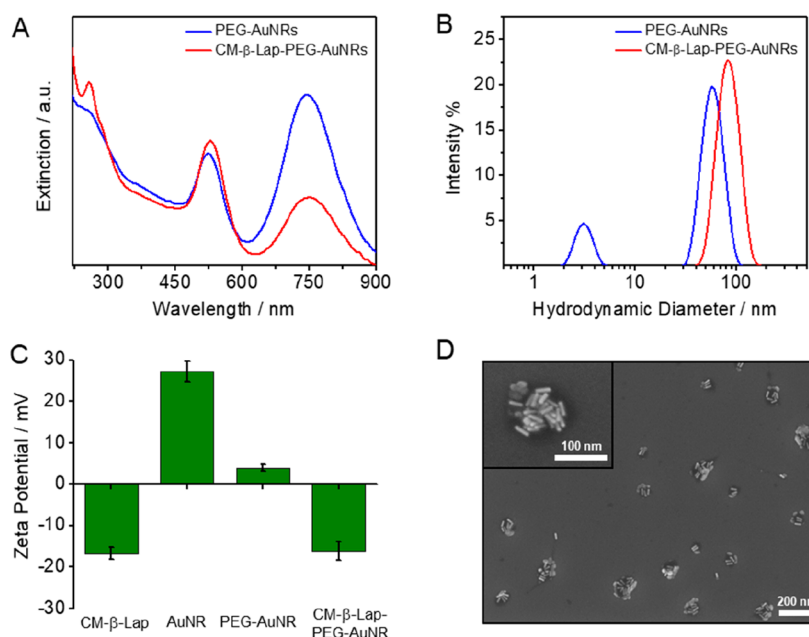 A
PEG-AuNRs
CM-β-Lap-PEG-AuNRs
Extinction / a.u.
300 450 600 750 900
Wavelength / nm
B
PEG-AuNRs
CM-β-Lap-PEG-AuNRs
Intensity %
25
20
15
10
5
1 10 100
Hydrodynamic Diameter / nm
C
Zeta Potential / mV
30
20
10
0
-10
-20
-30
CM-β-Lap AuNR PEG-AuNR CM-β-Lap-
PEG-AuNR
D
100 nm
200 nm